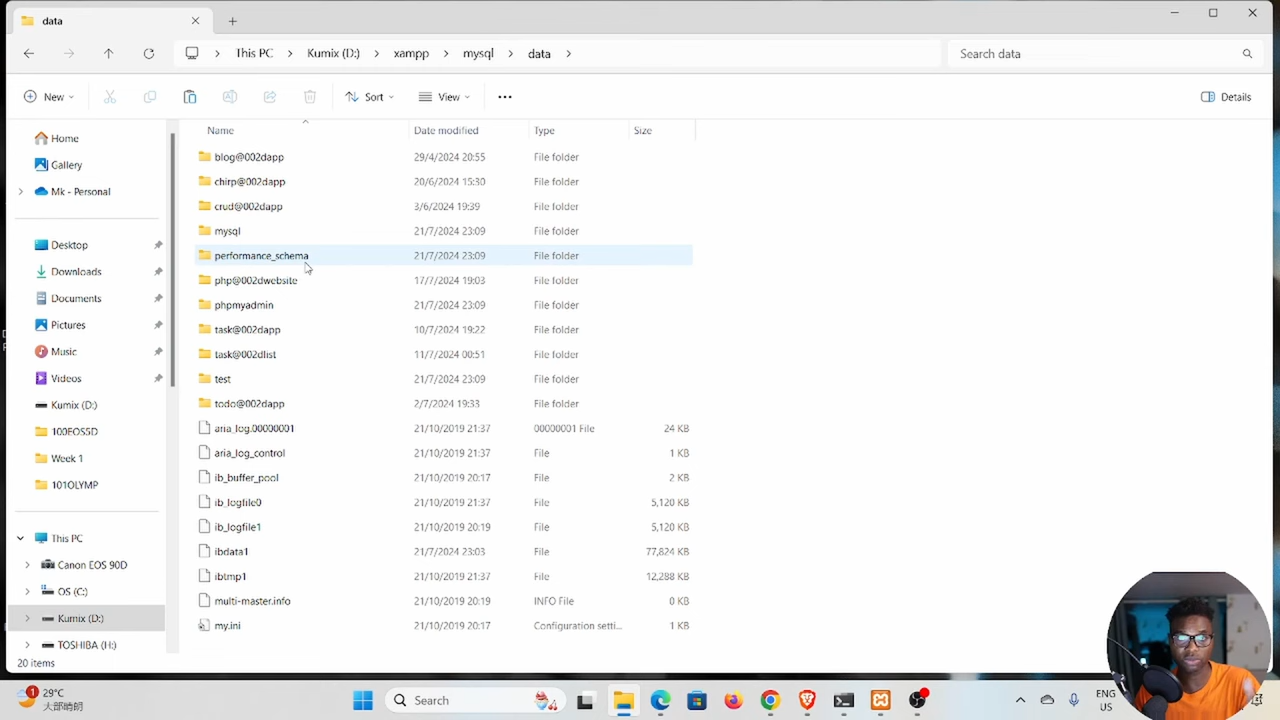 data
This PC > Kumix (D:) > xampp > mysql > data >
Search data
New
Sort
View
Details
Home
Gallery
Mk - Personal
Desktop
Downloads
Documents
Pictures
Music
Videos
Kumix (D:)
100EOS5D
Week 1
101OLYMP
This PC
Canon EOS 90D
OS (C:)
Kumix (D:)
TOSHIBA (H:)
Name Date modified Type Size
blog@002dapp 29/4/2024 20:55 File folder
chirp@002dapp 20/6/2024 15:30 File folder
crud@002dapp 3/6/2024 19:39 File folder
mysql 21/7/2024 23:09 File folder
performance_schema 21/7/2024 23:09 File folder
php@002dwebsite 17/7/2024 19:03 File folder
phpmyadmin 21/7/2024 23:09 File folder
task@002dapp 10/7/2024 19:22 File folder
task@002dlist 11/7/2024 00:51 File folder
test 21/7/2024 23:09 File folder
todo@002dapp 2/7/2024 19:33 File folder
aria_log.00000001 21/10/2019 21:37 00000001 File 24 KB
aria_log_control 21/10/2019 21:37 File 1 KB
ib_buffer_pool 21/10/2019 20:17 File 2 KB
ib_logfile0 21/10/2019 21:37 File 5,120 KB
ib_logfile1 21/10/2019 20:19 File 5,120 KB
ibdata1 21/7/2024 23:03 File 77,824 KB
ibtmp1 21/10/2019 21:37 File 12,288 KB
multi-master.info 21/10/2019 20:19 INFO File 0 KB
my.ini 21/10/2019 20:17 Configuration setti... 1 KB
20 items
1
29°C
大部晴朗
Search
ENG
US